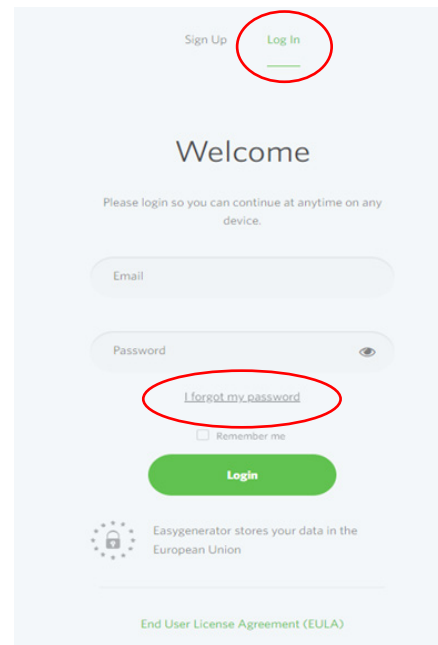 Sign Up Log In
Welcome
Please login so you can continue at anytime on any
device.
Email
Password
I forgot my password
Remember me
Login
Easygenerator stores your data in the
European Union
End User License Agreement (EULA)